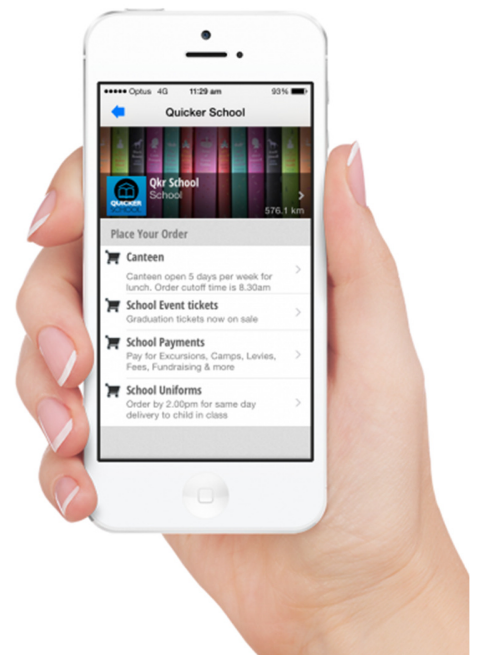 Optus 4G 11:29 am 93%
Quicker School
Qkr School
School
QUICKER
SCHOOL
576.1 km
Place Your Order
Canteen
Canteen open 5 days per week for
lunch. Order cutoff time is 8.30am
School Event tickets
Graduation tickets now on sale
School Payments
Pay for Excursions, Camps, Levies,
Fees, Fundraising & more
School Uniforms
Order by 2.00pm for same day
delivery to child in class